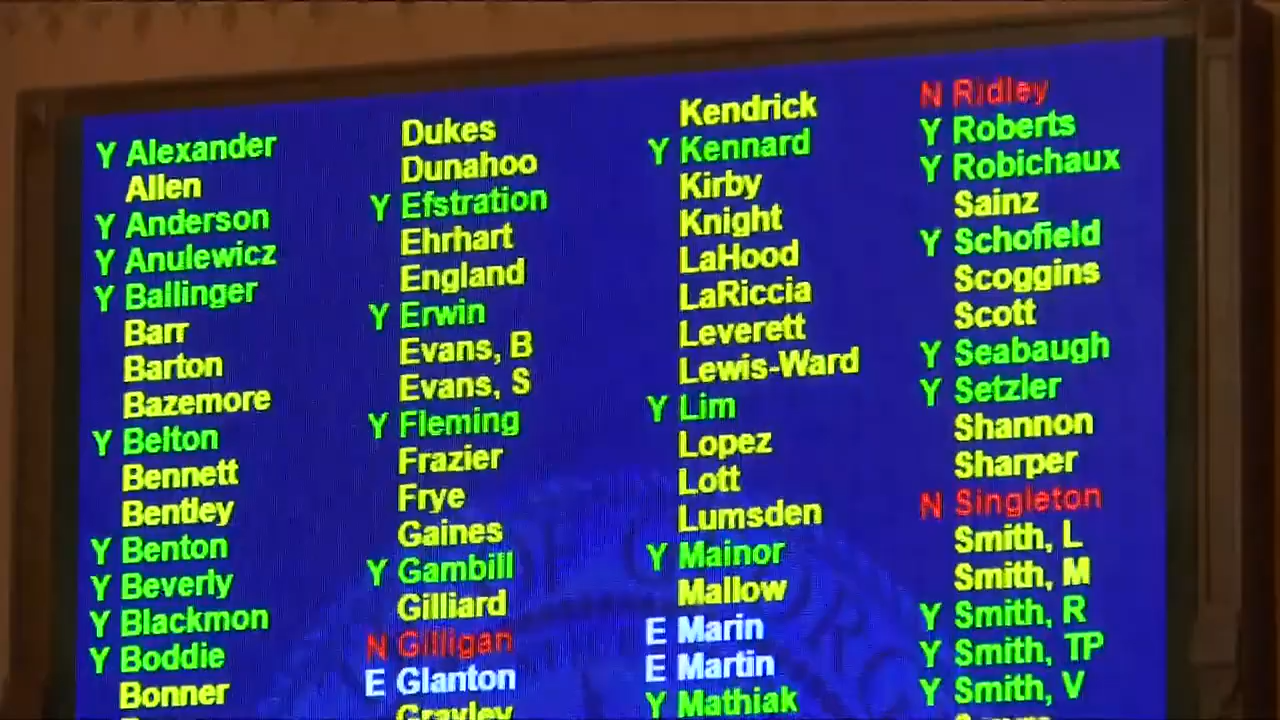 Y Alexander
Allen
Y Anderson
Y Anulewicz
Y Ballinger
Barr
Barton
Bazemore
Y Belton
Bennett
Bentley
Y Benton
Y Beverly
Y Blackmon
Y Boddie
Bonner
Dukes
Dunahoo
Y Efstration
Ehrhart
England
Y Erwin
Evans, B
Evans, S
Y Fleming
Frazier
Frye
Gaines
Y Gambill
Gilliard
N Gilligan
E Glanton
Gravley
Kendrick
Y Kennard
Kirby
Knight
LaHood
LaRiccia
Leverett
Lewis-Ward
Y Lim
Lopez
Lott
Lumsden
Y Mainor
Mallow
E Marin
E Martin
Y Mathiak
N Ridley
Y Roberts
Y Robichaux
Sainz
Y Schofield
Scoggins
Scott
Y Seabaugh
Y Setzler
Shannon
Sharper
N Singleton
Smith, L
Smith, M
Y Smith, R
Y Smith, TP
Y Smith, V